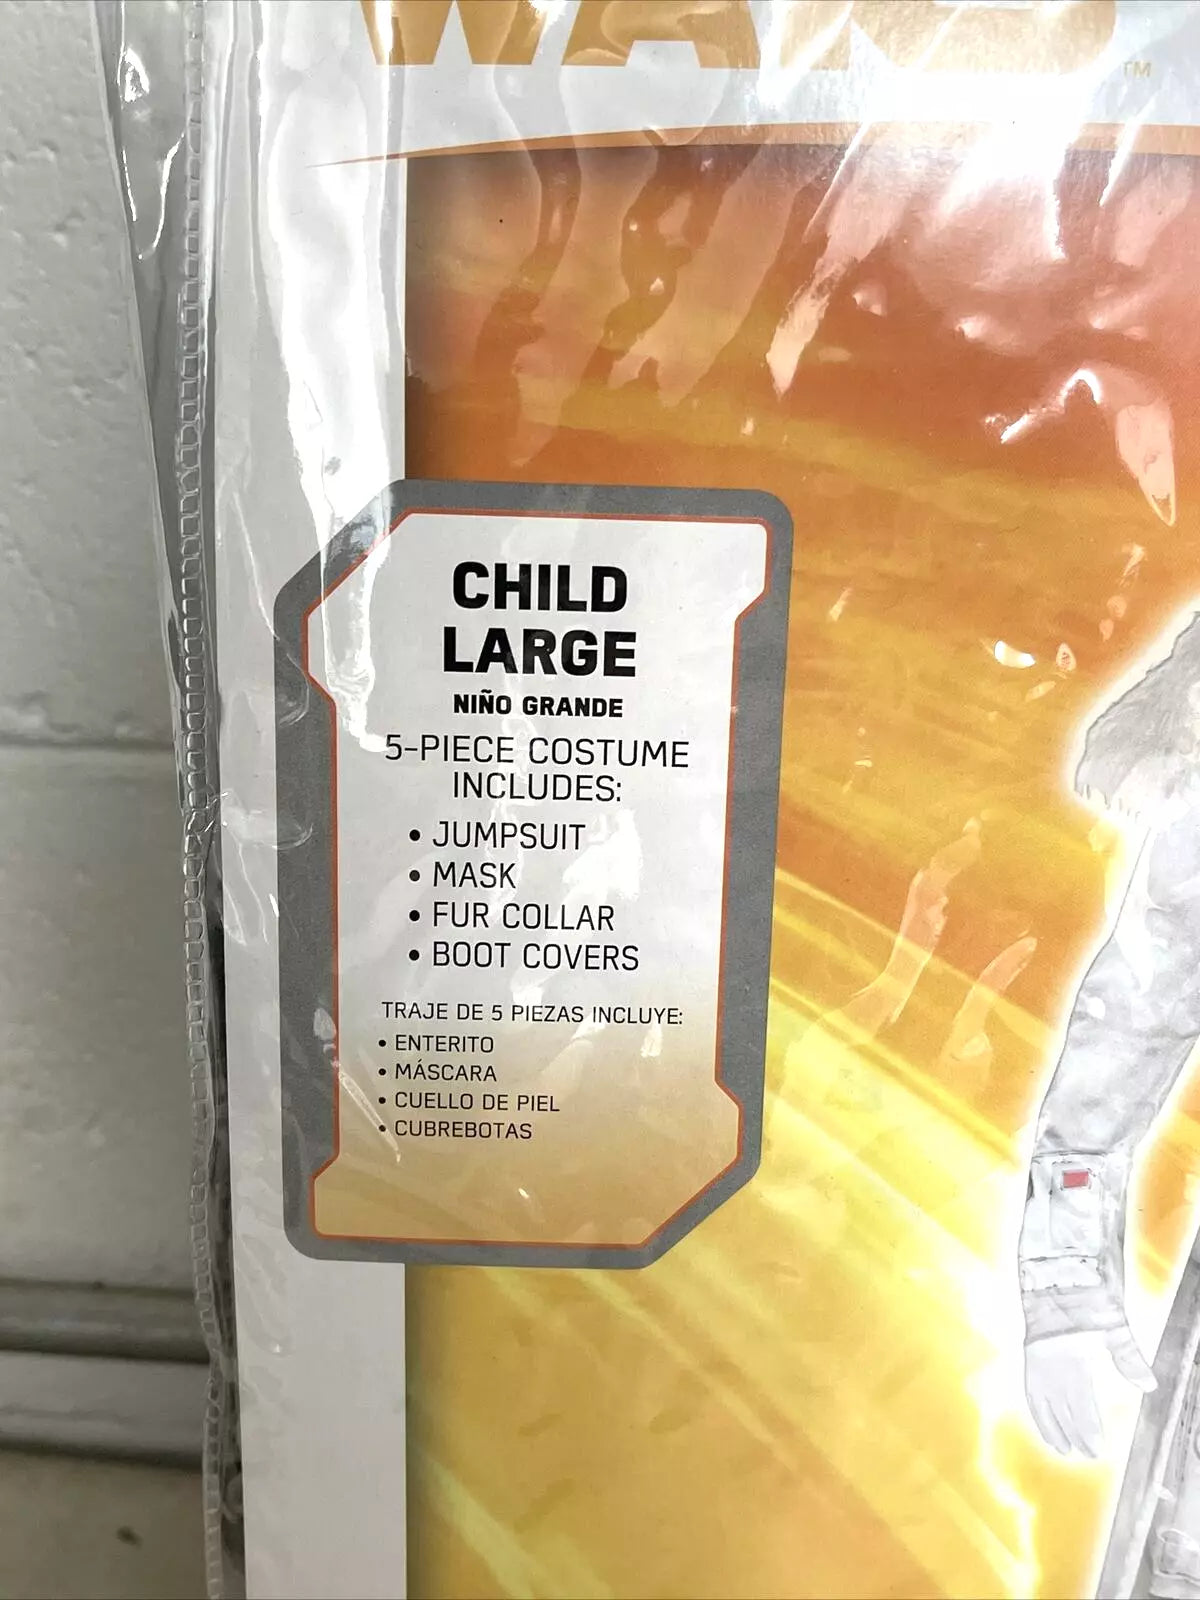 WARS™
CHILD
LARGE
NIÑO GRANDE
5-PIECE COSTUME
INCLUDES:
• JUMPSUIT
• MASK
• FUR COLLAR
• BOOT COVERS
TRAJE DE 5 PIEZAS INCLUYE:
• ENTERITO
• MÁSCARA
• CUELLO DE PIEL
• CUBREBOTAS